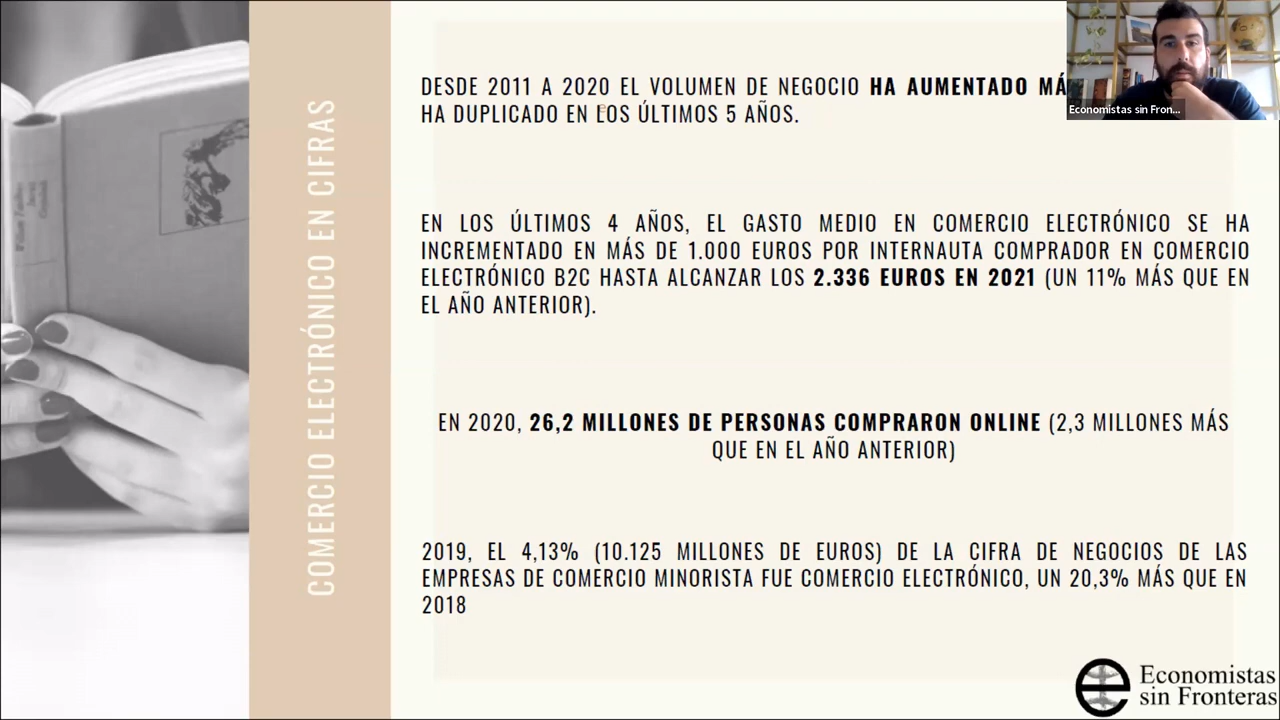 COMERCIO ELECTRÓNICO EN CIFRAS
DESDE 2011 A 2020 EL VOLUMEN DE NEGOCIO HA AUMENTADO
HA DUPLICADO EN LOS ÚLTIMOS 5 AÑOS.
EN LOS ÚLTIMOS 4 AÑOS, EL GASTO MEDIO EN COMERCIO ELECTRÓNICO SE HA
INCREMENTADO EN MÁS DE 1.000 EUROS POR INTERNAUTA COMPRADOR EN COMERCIO
ELECTRÓNICO B2C HASTA ALCANZAR LOS 2.336 EUROS EN 2021 (UN 11% MÁS QUE EN
EL AÑO ANTERIOR).
EN 2020, 26,2 MILLONES DE PERSONAS COMPRARON ONLINE (2,3 MILLONES MÁS
QUE EN EL AÑO ANTERIOR)
2019, EL 4,13% (10.125 MILLONES DE EUROS) DE LA CIFRA DE NEGOCIOS DE LAS
EMPRESAS DE COMERCIO MINORISTA FUE COMERCIO ELECTRÓNICO, UN 20,3% MÁS QUE EN
2018
Economistas sin Fron...
Economistas
sin Fronteras